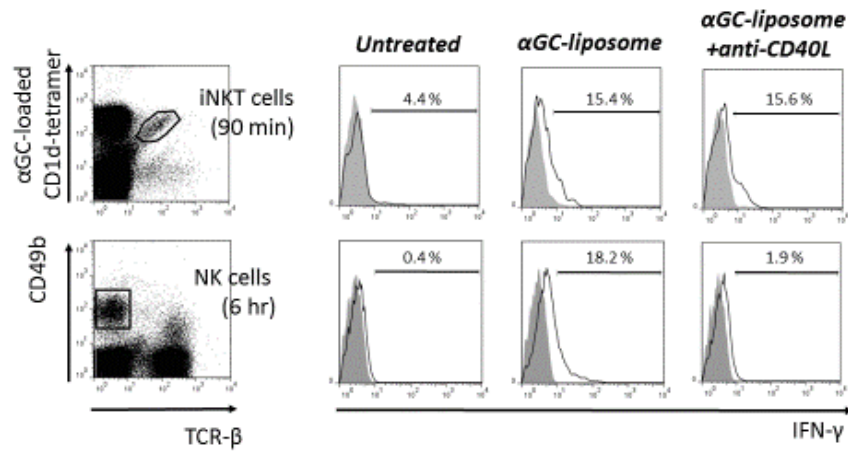 Untreated
αGC-liposome
αGC-liposome
+anti-CD40L
αGC-loaded
CD1d-tetramer
iNKT cells
(90 min)
4.4 %
15.4 %
15.6 %
CD49b
NK cells
(6 hr)
0.4 %
18.2 %
1.9 %
TCR-β
IFN-γ